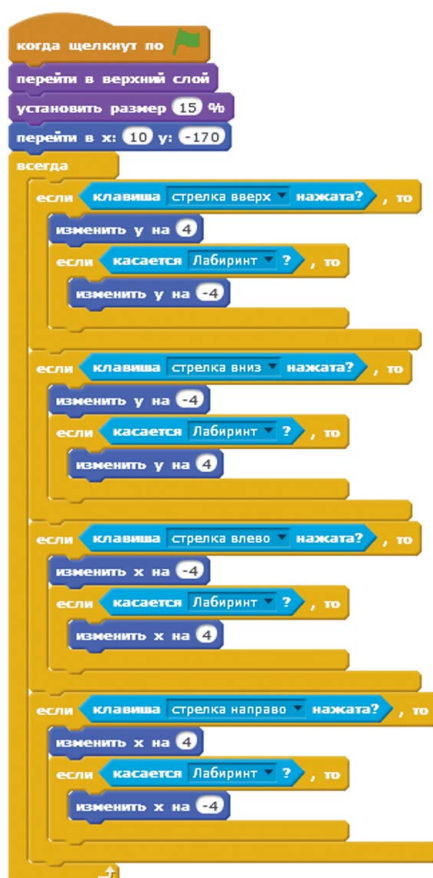 когда щелкнут по
перейти в верхний слой
установить размер 15 %
перейти в x: 10 y: -170
всегда
если клавиша стрелка вверх нажата? , то
изменить y на 4
если касается Лабиринт ? , то
изменить y на -4
если клавиша стрелка вниз нажата? , то
изменить y на -4
если касается Лабиринт ? , то
изменить y на 4
если клавиша стрелка влево нажата? , то
изменить x на -4
если касается Лабиринт ? , то
изменить x на 4
если клавиша стрелка направо нажата? , то
изменить x на 4
если касается Лабиринт ? , то
изменить x на -4